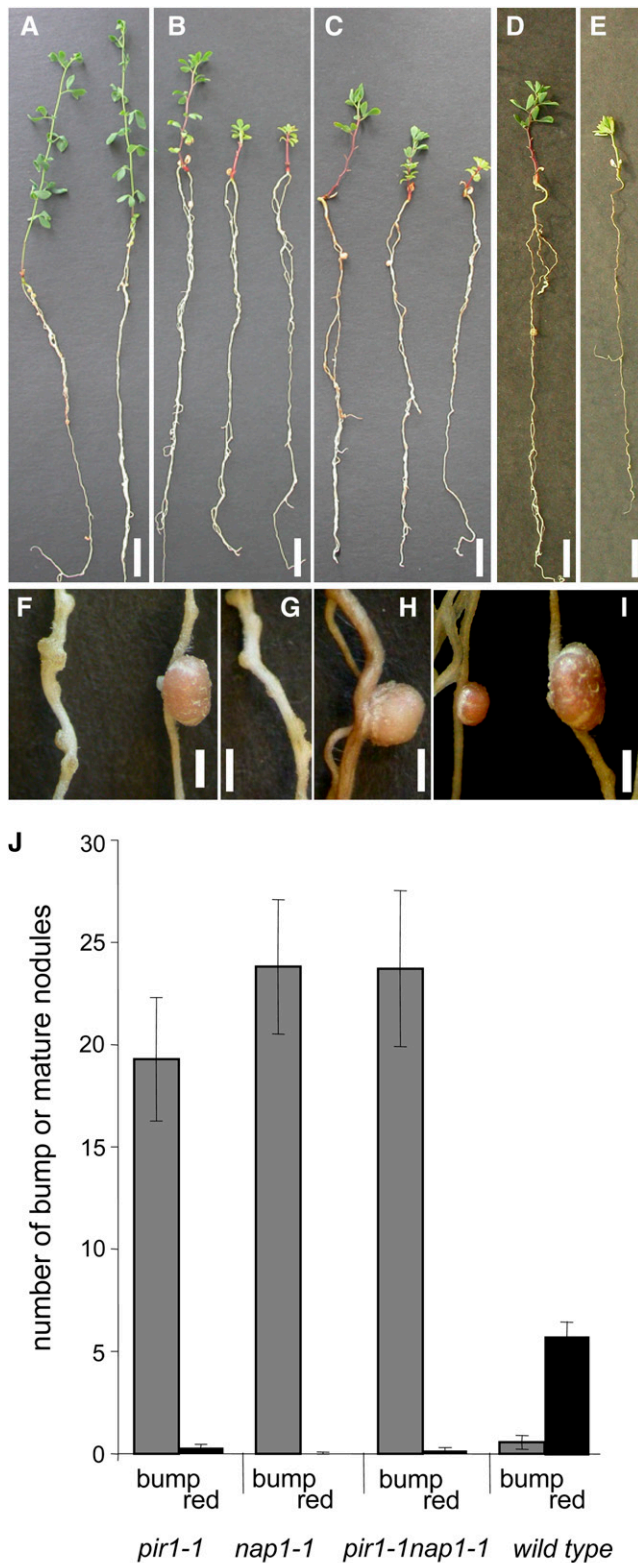 A B C D E
F G H I
J
number of bump or mature nodules
30
25
20
15
10
5
0
bump bump bump bump
red red red red
pir1-1 nap1-1 pir1-1nap1-1 wild type